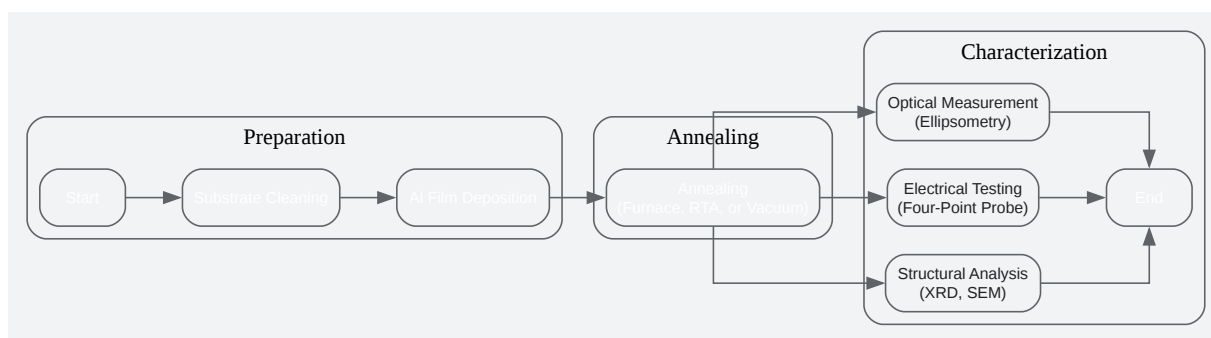 Preparation
Start
Substrate Cleaning
Al Film Deposition
Annealing
Annealing
(Furnace, RTA, or Vacuum)
Characterization
Optical Measurement
(Ellipsometry)
Electrical Testing
(Four-Point Probe)
Structural Analysis
(XRD, SEM)
End